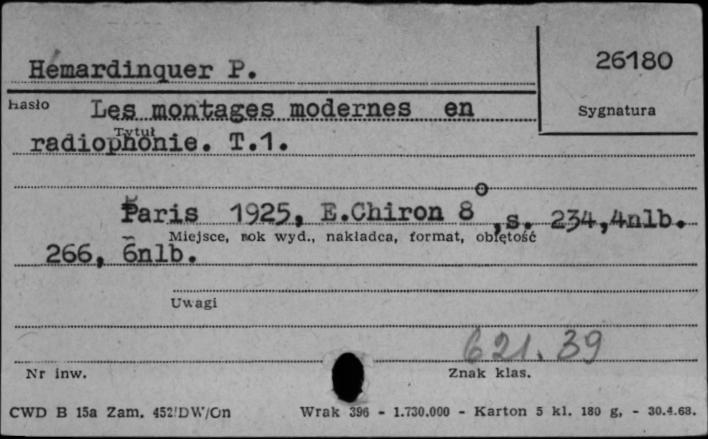 26180
Hémardinquer P.
Hasło Les montages modernes en
Sygnatura
Tytuł
radiophonie. T.1.
Paris 1925, E.Chiron 8º,s. 234,4nlb.
Miejsce, rok wyd., nakładca, format, objętość
266, 6nlb.
Uwagi
621.39
Nr inw.
Znak klas.
CWD B 15a Zam. 452/DW/On Wrak 396 - 1.730.000 - Karton 5 kl. 180 g, - 30.4.68.